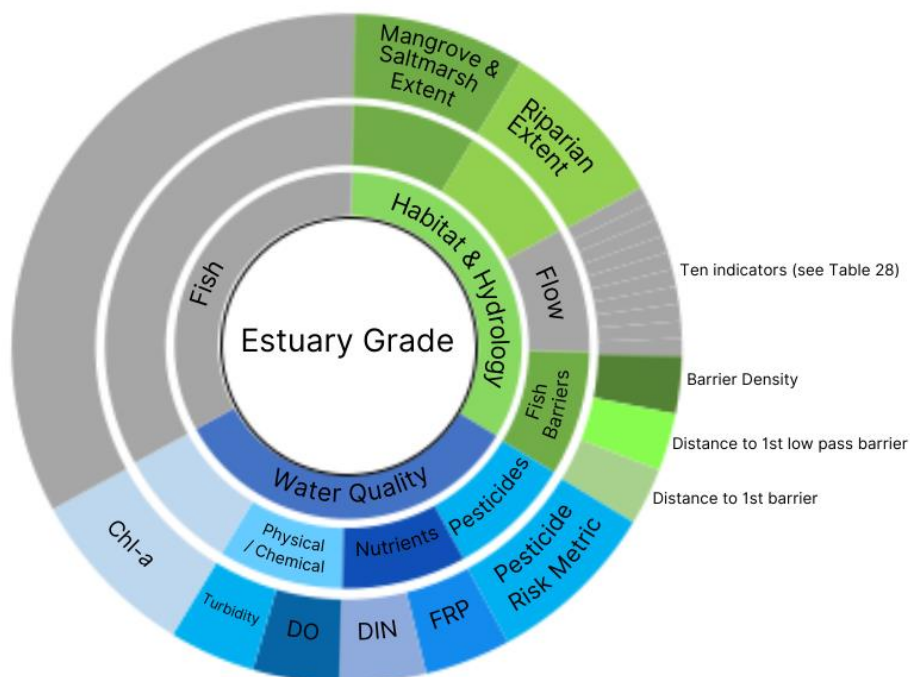 Mangrove &
Saltmarsh
Extent
Riparian
Extent
Habitat & Hydrology
Flow
Ten indicators (see Table 28)
Fish
Estuary Grade
Barrier Density
Fish
Barriers
Distance to 1st low pass barrier
Distance to 1st barrier
Water Quality
Pesticides
Pesticide
Risk Metric
Nutrients
Physical
/ Chemical
Chl-a
Turbidity
DO
DIN
FRP